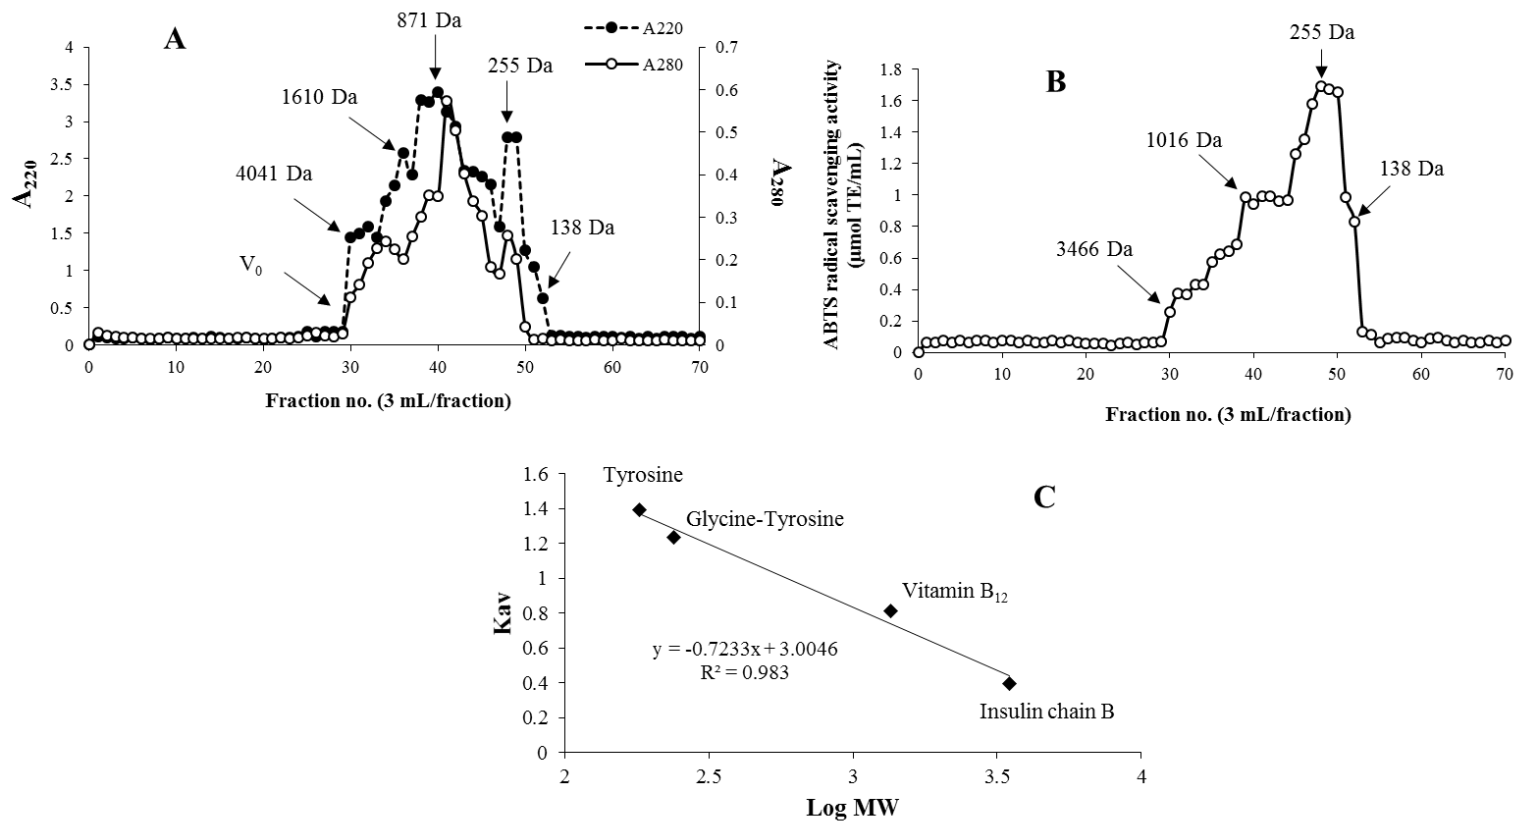 A
871 Da
A220
A280
255 Da
1610 Da
4041 Da
V0
138 Da
4
3.5
3
2.5
2
1.5
1
0.5
0
A220
0.7
0.6
0.5
0.4
0.3
0.2
0.1
0
A280
0 10 20 30 40 50 60 70
Fraction no. (3 mL/fraction)
B
255 Da
1016 Da
138 Da
3466 Da
1.8
1.6
1.4
1.2
1
0.8
0.6
0.4
0.2
0
ABTS radical scavenging activity
(µmol TE/mL)
0 10 20 30 40 50 60 70
Fraction no. (3 mL/fraction)
C
Tyrosine
Glycine-Tyrosine
Vitamin B12
y = -0.7233x + 3.0046
R² = 0.983
Insulin chain B
1.6
1.4
1.2
1
0.8
0.6
0.4
0.2
0
Kav
2 2.5 3 3.5 4
Log MW